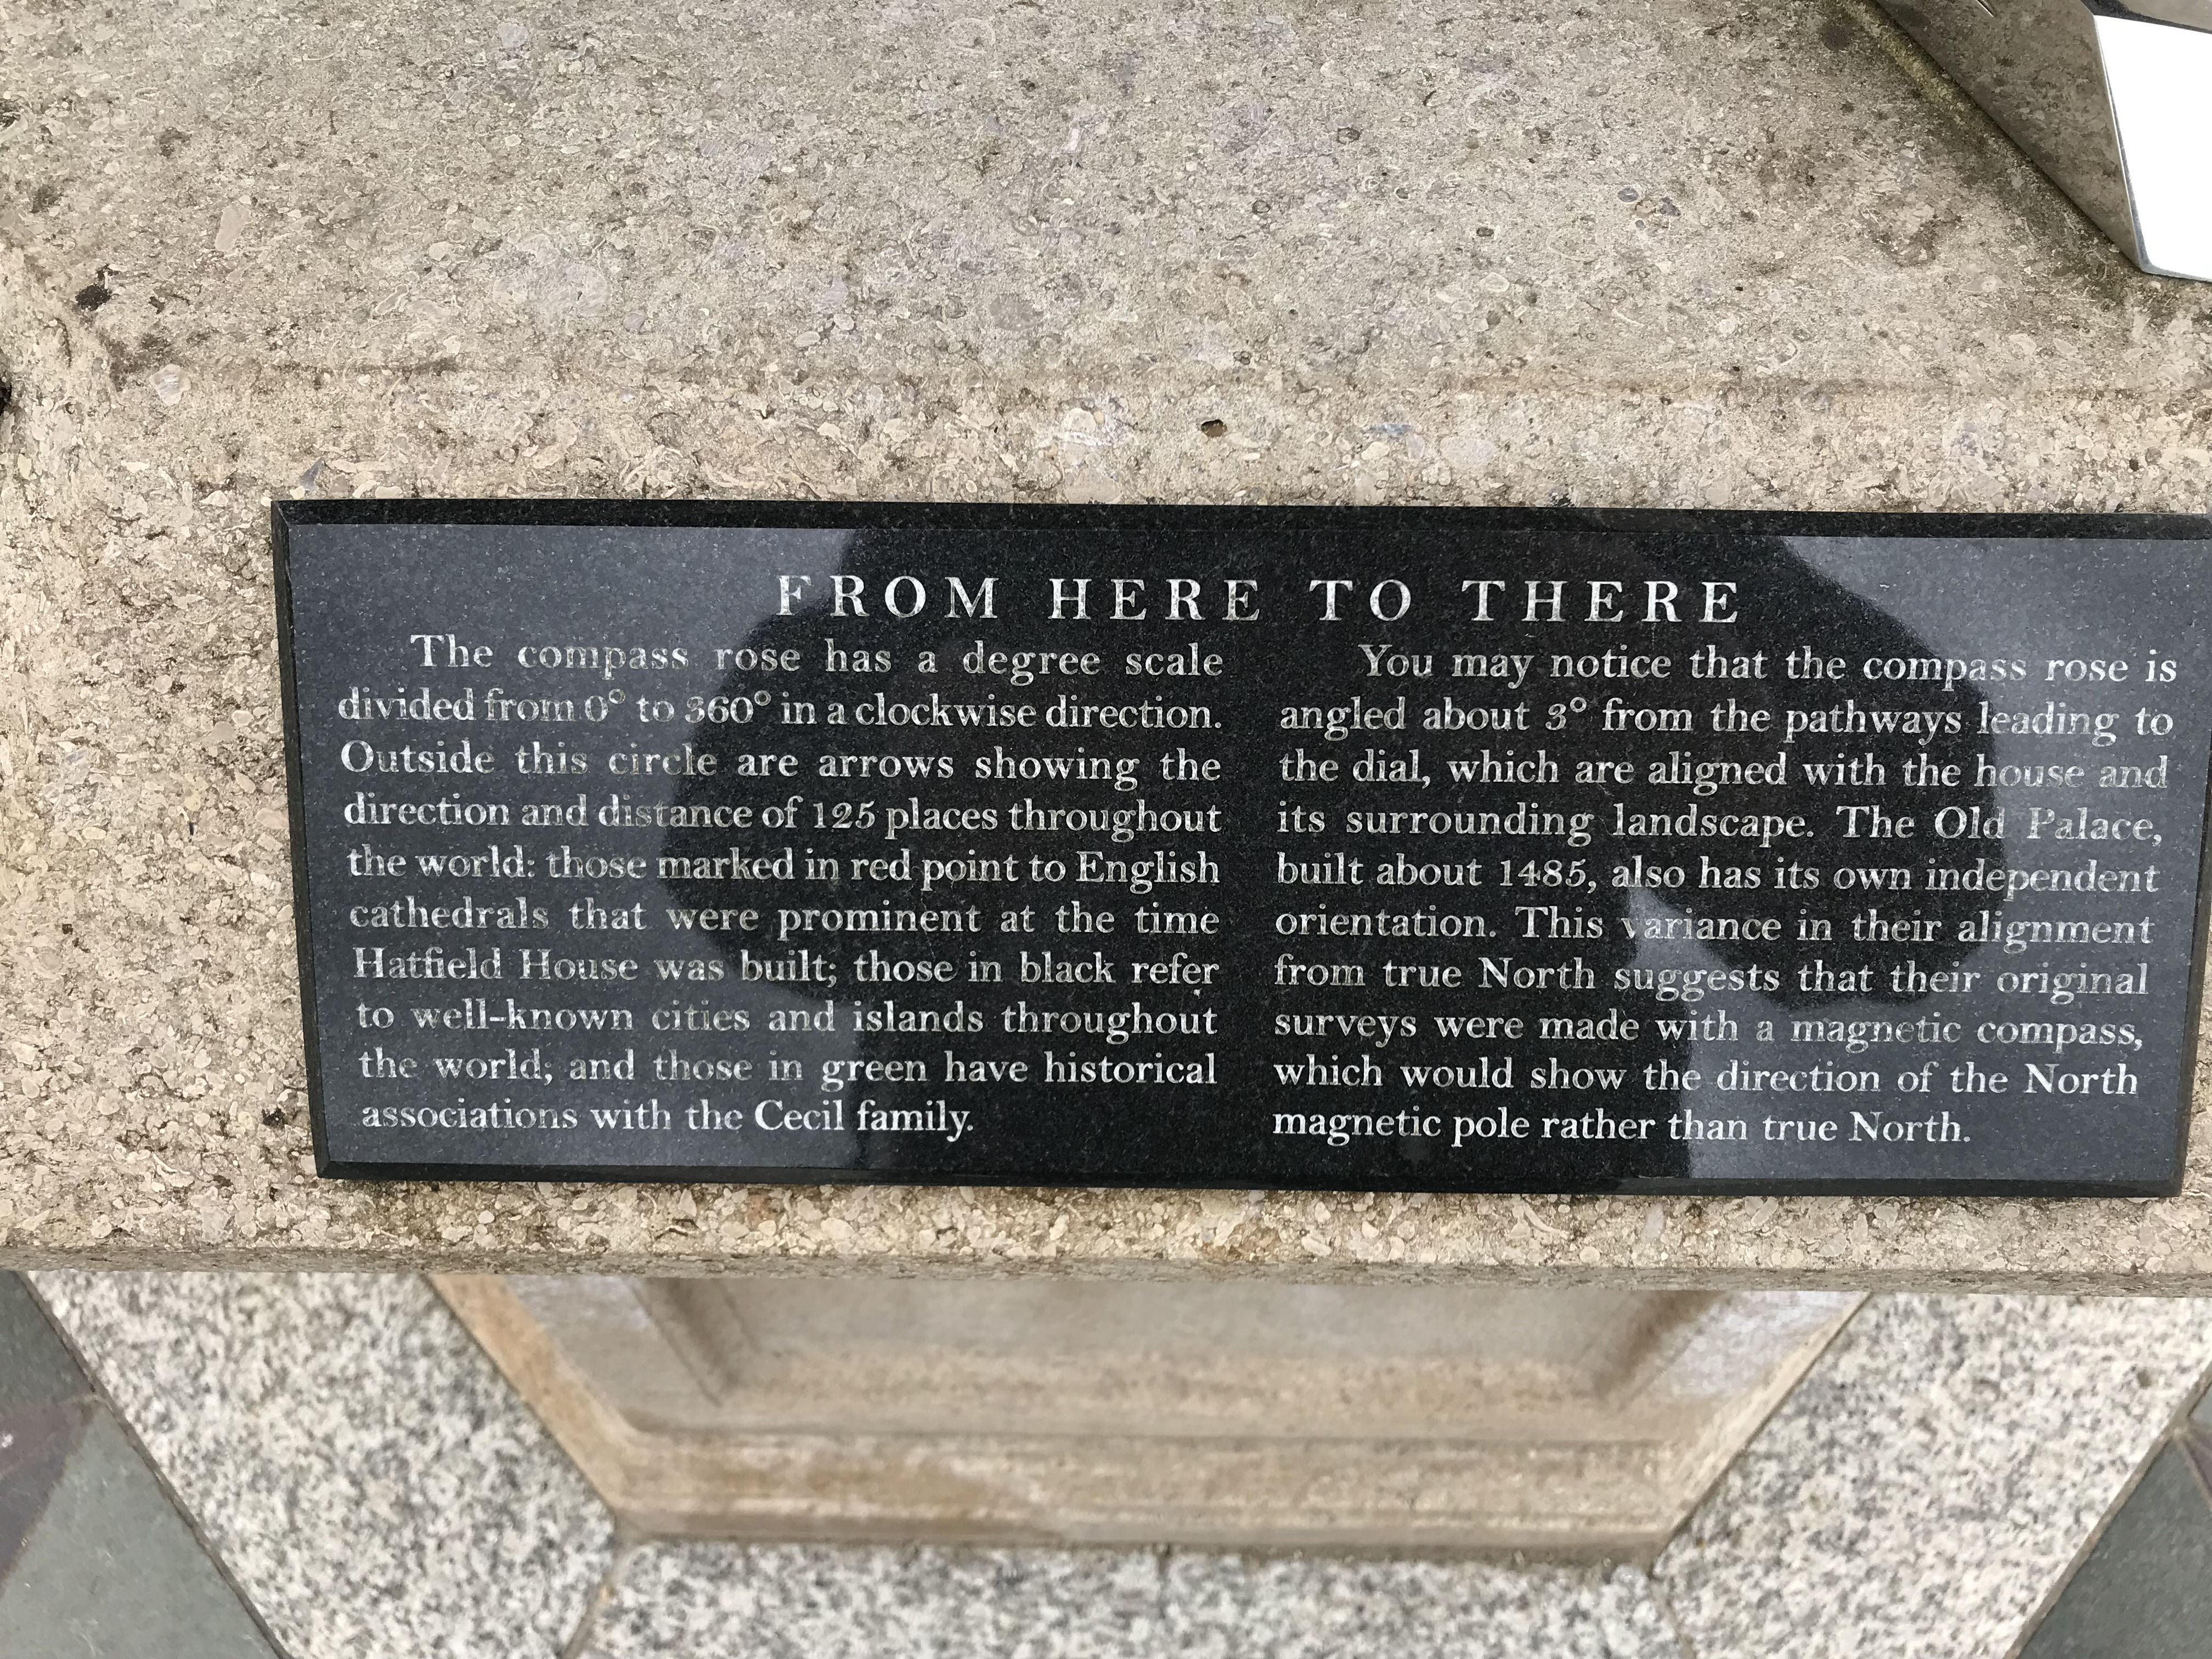 FROM HERE TO THERE
The compass rose has a degree scale
divided from 0° to 360° in a clockwise direction.
Outside this circle are arrows showing the
direction and distance of 125 places throughout
the world: those marked in red point to English
cathedrals that were prominent at the time
Hatfield House was built; those in black refer
to well-known cities and islands throughout
the world; and those in green have historical
associations with the Cecil family.
You may notice that the compass rose is
angled about 3° from the pathways leading to
the dial, which are aligned with the house and
its surrounding landscape. The Old Palace,
built about 1485, also has its own independent
orientation. This variance in their alignment
from true North suggests that their original
surveys were made with a magnetic compass,
which would show the direction of the North
magnetic pole rather than true North.